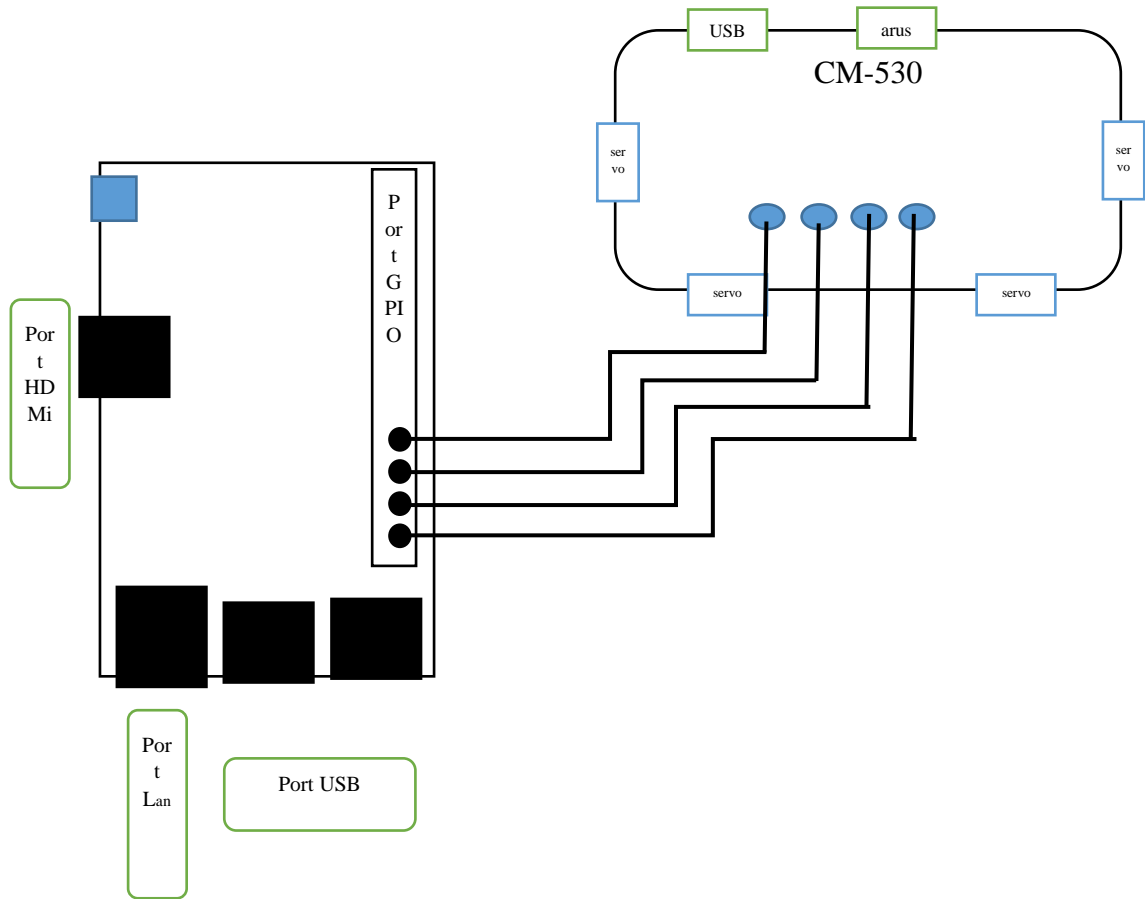 USB
arus
CM-530
ser
vo
ser
vo
P
or
t
G
PI
O
servo
servo
Por
t
HD
Mi
Por
t
Lan
Port USB